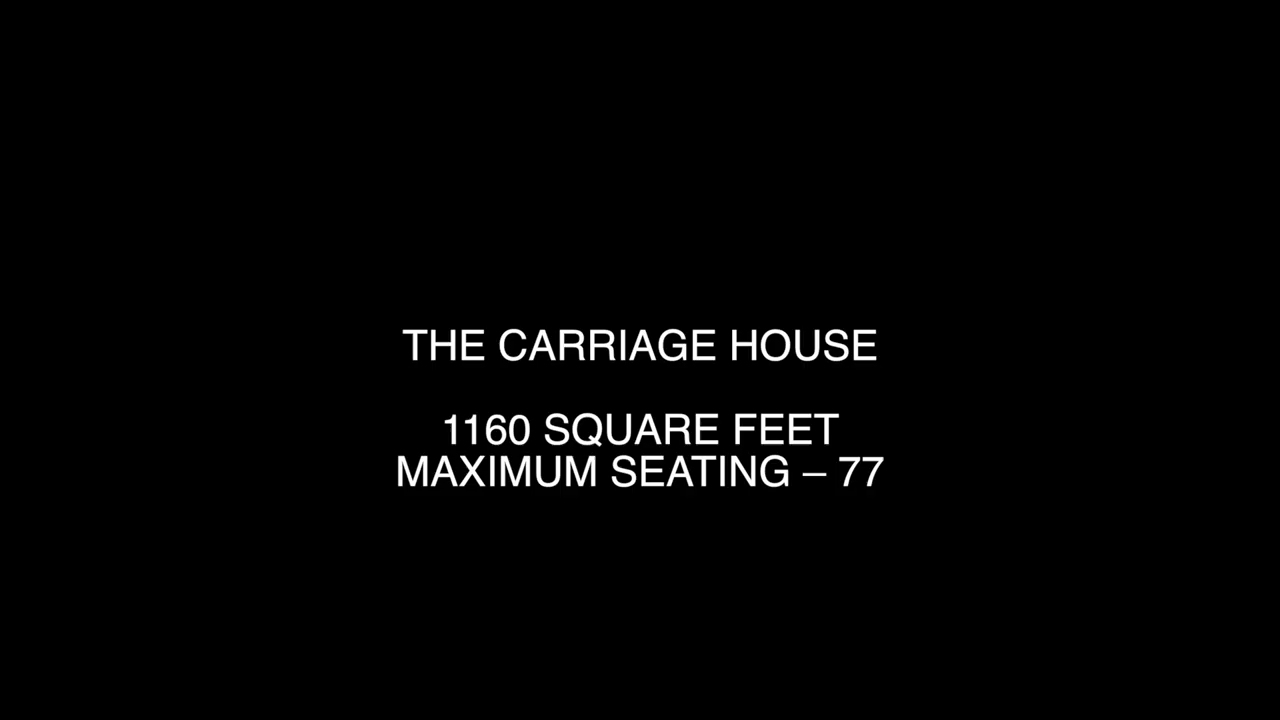 THE CARRIAGE HOUSE
1160 SQUARE FEET
MAXIMUM SEATING – 77